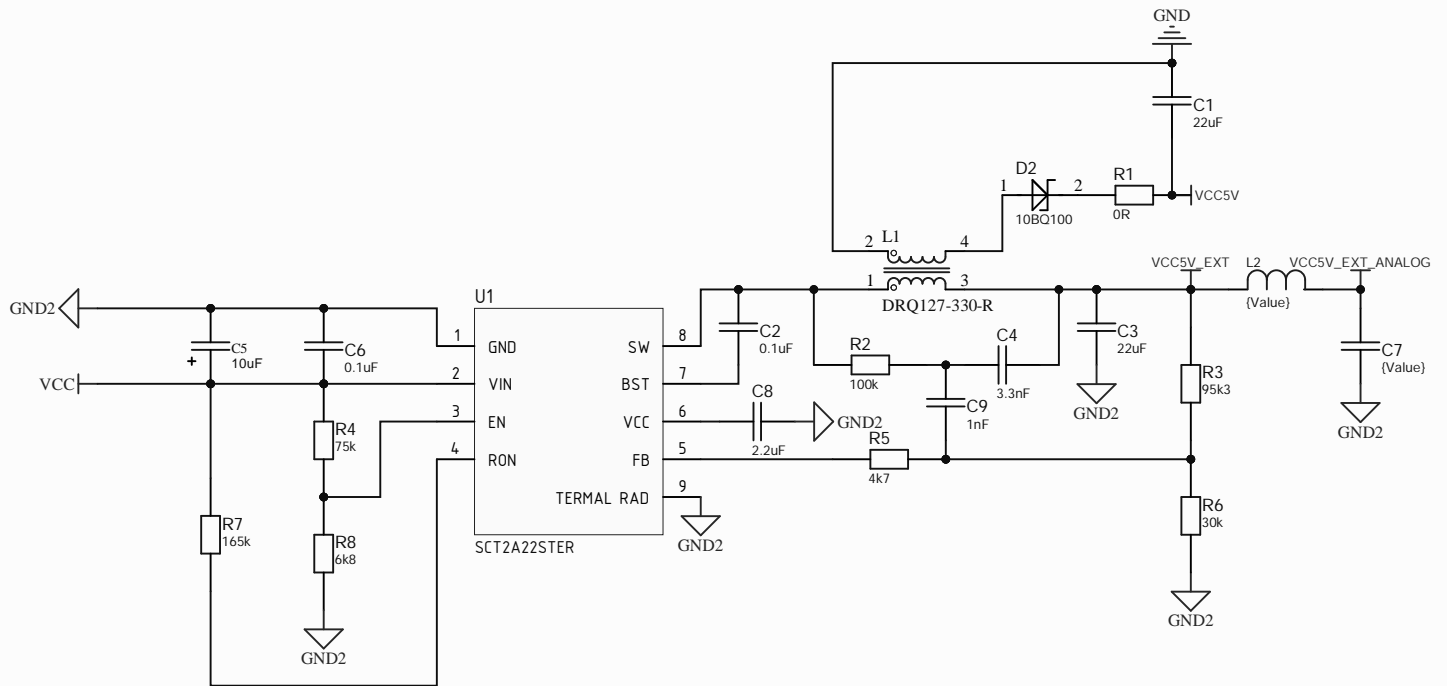 GND
C1
22uF
D2
1
2
R1
10BQ100
0R
VCC5V
2
L1
4
1
3
DRQ127-330-R
VCC5V_EXT
L2
VCC5V_EXT_ANALOG
{Value}
GND2
U1
C5
10uF
+
C6
0.1uF
1
GND
SW
8
C2
0.1uF
R2
100k
C4
3.3nF
C3
22uF
GND2
R3
95k3
C7
{Value}
GND2
VCC
2
VIN
BST
7
3
EN
VCC
6
C8
2.2uF
GND2
C9
1nF
R4
75k
4
RON
FB
5
R5
4k7
TERMAL RAD
9
GND2
R6
30k
GND2
R7
165k
R8
6k8
GND2
SCT2A22STER